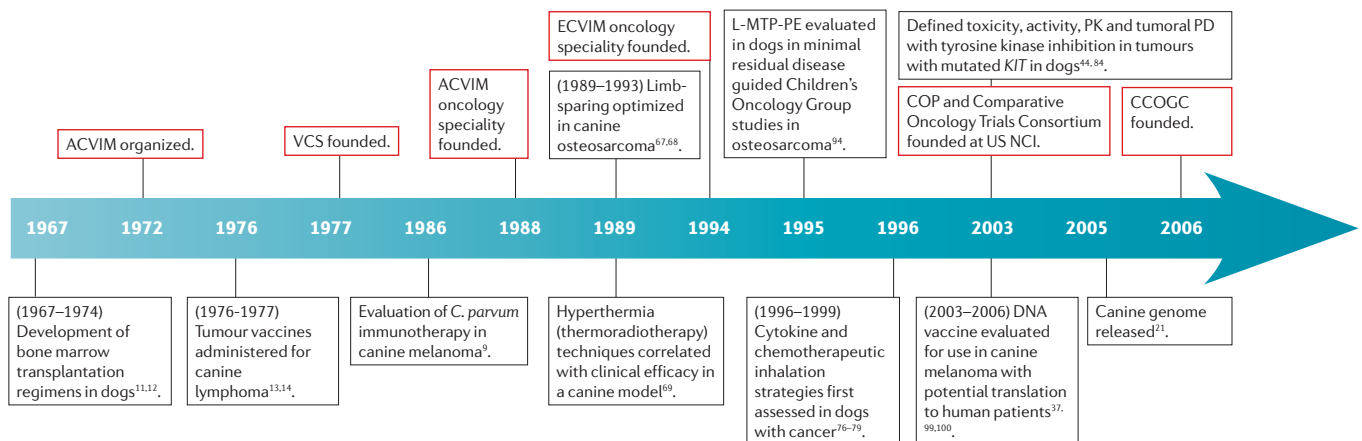 ACVIM organized.
VCS founded.
ACVIM
oncology
speciality
founded.
ECVIM oncology
speciality founded.
(1989–1993) Limb-
sparing optimized
in canine
osteosarcoma67,68.
L-MTP-PE evaluated
in dogs in minimal
residual disease
guided Children's
Oncology Group
studies in
osteosarcoma94.
Defined toxicity, activity, PK and tumoral PD
with tyrosine kinase inhibition in tumours
with mutated KIT in dogs44,84.
COP and Comparative
Oncology Trials Consortium
founded at US NCI.
CCOGC
founded.
1967 1972 1976 1977 1986 1988 1989 1994 1995 1996 2003 2005 2006
(1967–1974)
Development of
bone marrow
transplantation
regimens in dogs11,12.
(1976-1977)
Tumour vaccines
administered for
canine
lymphoma13,14.
Evaluation of C. parvum
immunotherapy in
canine melanoma9.
Hyperthermia
(thermoradiotherapy)
techniques correlated
with clinical efficacy in
a canine model69.
(1996–1999)
Cytokine and
chemotherapeutic
inhalation
strategies first
assessed in dogs
with cancer76–79.
(2003–2006) DNA
vaccine evaluated
for use in canine
melanoma with
potential translation
to human patients37,
99,100.
Canine genome
released21.